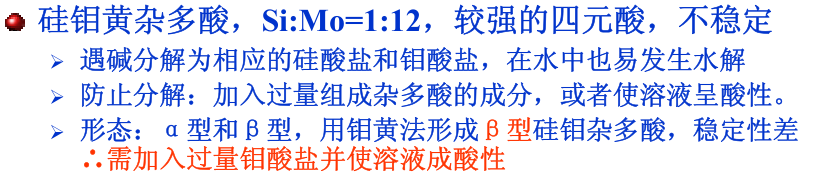 硅钼黄杂多酸，Si:Mo=1:12，较强的四元酸，不稳定
遇碱分解为相应的硅酸盐和钼酸盐，在水中也易发生水解
防止分解：加入过量组成杂多酸的成分，或者使溶液呈酸性。
形态：α型和β型，用钼黄法形成β型硅钼杂多酸，稳定性差
∴需加入过量钼酸盐并使溶液成酸性